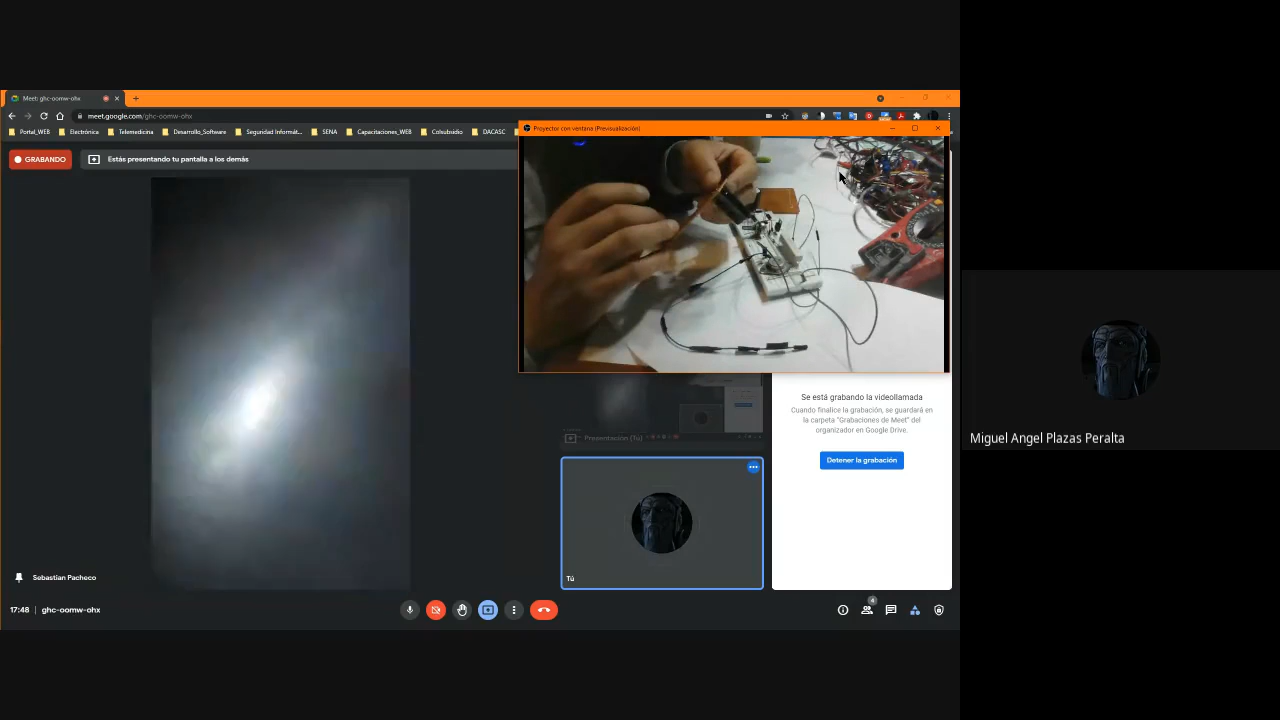 Meet: ghc-oomw-ohx
meet.google.com/ghc-oomw-ohx
Portal_WEB
Electrónica
Telemedicina
Desarrollo_Software
Seguridad Informát...
SENA
Capacitaciones_WEB
Colsubsidio
DACASC
Proyector con ventana (Previsualización)
GRABANDO
Estás presentando tu pantalla a los demás
Se está grabando la videollamada
Cuando finalice la grabación, se guardará en
la carpeta "Grabaciones de Meet" del
organizador en Google Drive.
Presentación (Tú)
Miguel Angel Plazas Peralta
Detener la grabación
Sebastian Pacheco
Tú
17:48 | ghc-oomw-ohx
4